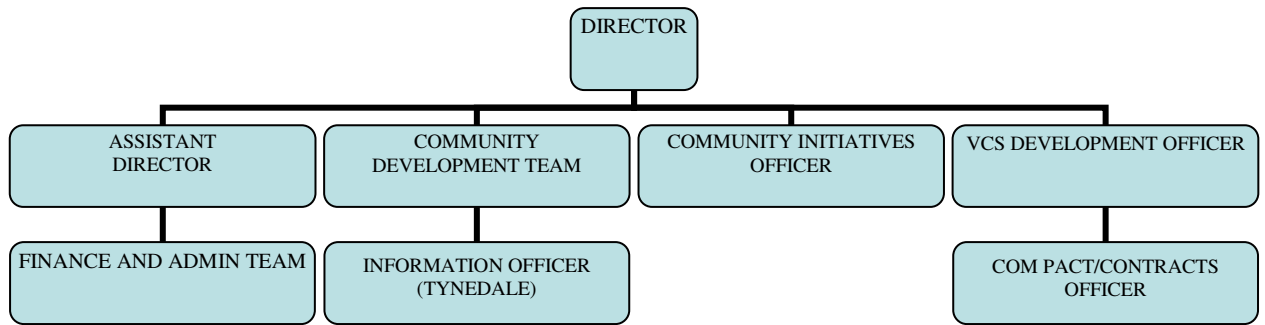 DIRECTOR
ASSISTANT
DIRECTOR
COMMUNITY
DEVELOPMENT TEAM
COMMUNITY INITIATIVES
OFFICER
VCS DEVELOPMENT OFFICER
FINANCE AND ADMIN TEAM
INFORMATION OFFICER
(TYNEDALE)
COM PACT/CONTRACTS
OFFICER